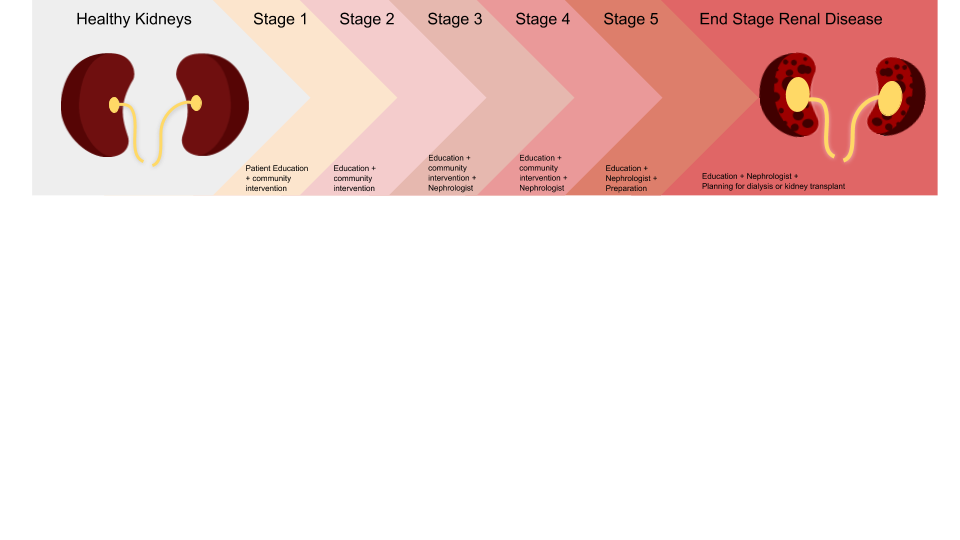 Healthy Kidneys
Stage 1
Stage 2
Stage 3
Stage 4
Stage 5
End Stage Renal Disease
Patient Education
+ community
intervention
Education +
community
intervention
Education +
community
intervention +
Nephrologist
Education +
community
intervention +
Nephrologist
Education +
Nephrologist +
Preparation
Education + Nephrologist +
Planning for dialysis or kidney transplant